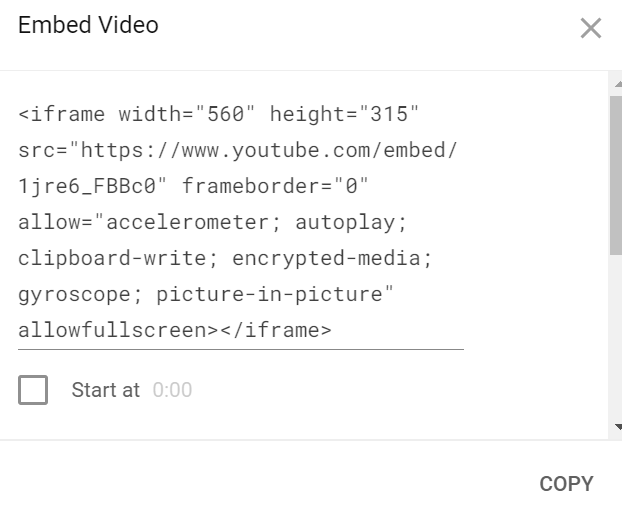 Embed Video
<iframe width="560" height="315"
src="https://www.youtube.com/embed/
1jre6_FBBc0" frameborder="0"
allow="accelerometer; autoplay;
clipboard-write; encrypted-media;
gyroscope; picture-in-picture"
allowfullscreen></iframe>
Start at 0:00
COPY